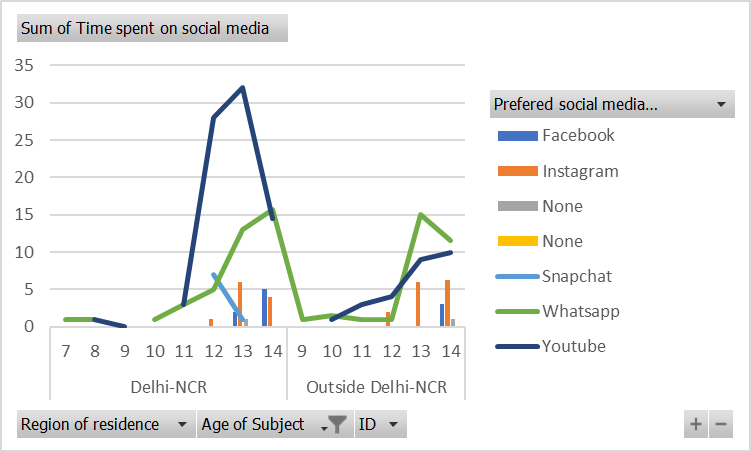 Sum of Time spent on social media
35
30
25
20
15
10
5
0
7 8 9 10 11 12 13 14 9 10 11 12 13 14
Delhi-NCR Outside Delhi-NCR
Prefered social media...
Facebook
Instagram
None
None
Snapchat
Whatsapp
Youtube
Region of residence Age of Subject ID
+ −